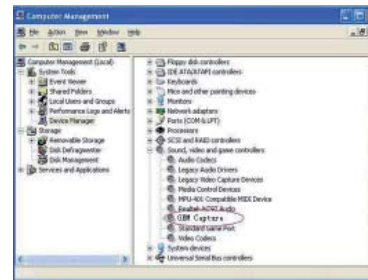 Computer Management
File Action View Window Help
Computer Management (Local)
System Tools
Event Viewer
Shared Folders
Local Users and Groups
Performance Logs and Alerts
Device Manager
Storage
Removable Storage
Disk Defragmenter
Disk Management
Services and Applications
Floppy disk controllers
IDE ATA/ATAPI controllers
Keyboards
Mice and other pointing devices
Monitors
Network adapters
Ports (COM & LPT)
Processors
SCSI and RAID controllers
Sound, video and game controllers
Audio Codecs
Legacy Audio Drivers
Legacy Video Capture Devices
Media Control Devices
MPU-401 Compatible MIDI Device
Realtek AC'97 Audio
GBM Capture
Standard Game Port
Video Codecs
System devices
Universal Serial Bus controllers